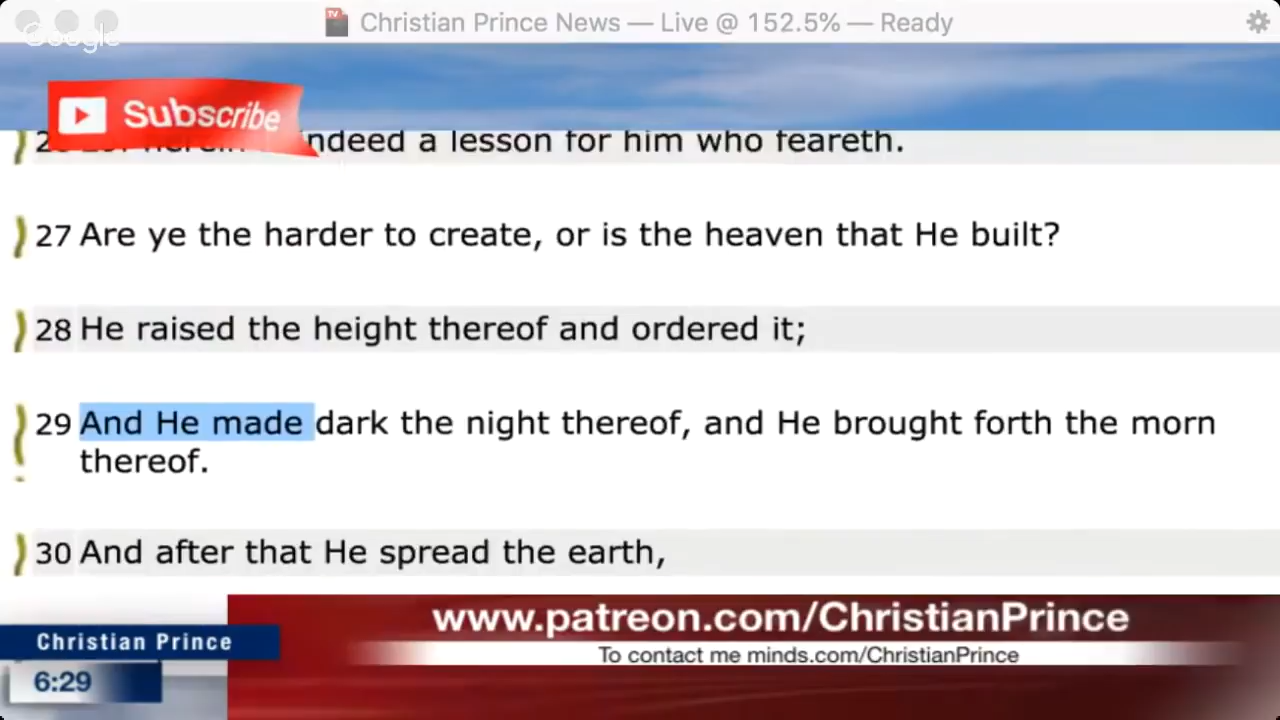 Christian Prince News — Live @ 152.5% — Ready
Google
TV
Subscribe
indeed a lesson for him who feareth.
27 Are ye the harder to create, or is the heaven that He built?
28 He raised the height thereof and ordered it;
29 And He made dark the night thereof, and He brought forth the morn
thereof.
30 And after that He spread the earth,
www.patreon.com/ChristianPrince
To contact me minds.com/ChristianPrince
Christian Prince
6:29